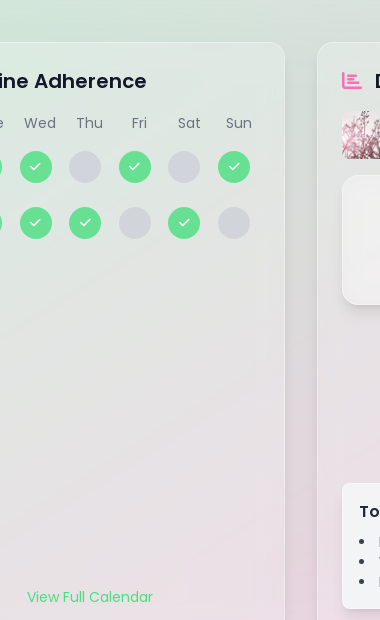 ine Adherence
Wed Thu Fri Sat Sun
View Full Calendar
To